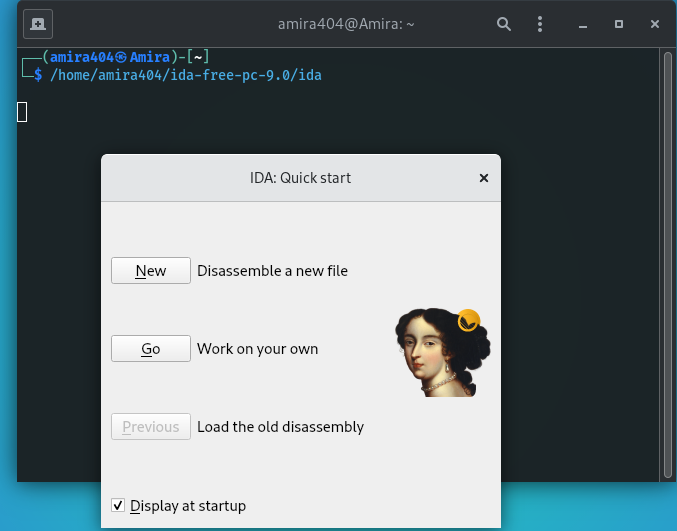 amira404@Amira: ~
(amira404㉿Amira)-[~]
$ /home/amira404/ida-free-pc-9.0/ida
IDA: Quick start
New Disassemble a new file
Go Work on your own
Previous Load the old disassembly
Display at startup